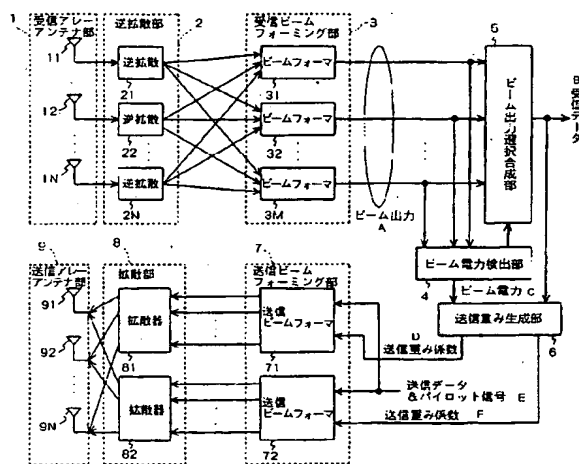 1
受信アレー
アンテナ部
逆拡散部
2
受信ビーム
フォーミング部
3
5
11
12
1N
逆拡散
21
逆拡散
22
逆拡散
2N
ビームフォーマ
31
ビームフォーマ
32
ビームフォーマ
3M
ビーム出力
A
ビーム出力選択合成部
B受信データ
ビーム電力検出部
4
ビーム電力 C
送信重み生成部
6
9
送信アレー
アンテナ部
8
拡散部
7
送信ビーム
フォーミング部
91
92
9N
拡散器
81
拡散器
82
送信
ビームフォーマ
71
送信
ビームフォーマ
72
D
送信重み係数
送信データ
&パイロット信号 E
送信重み係数 F